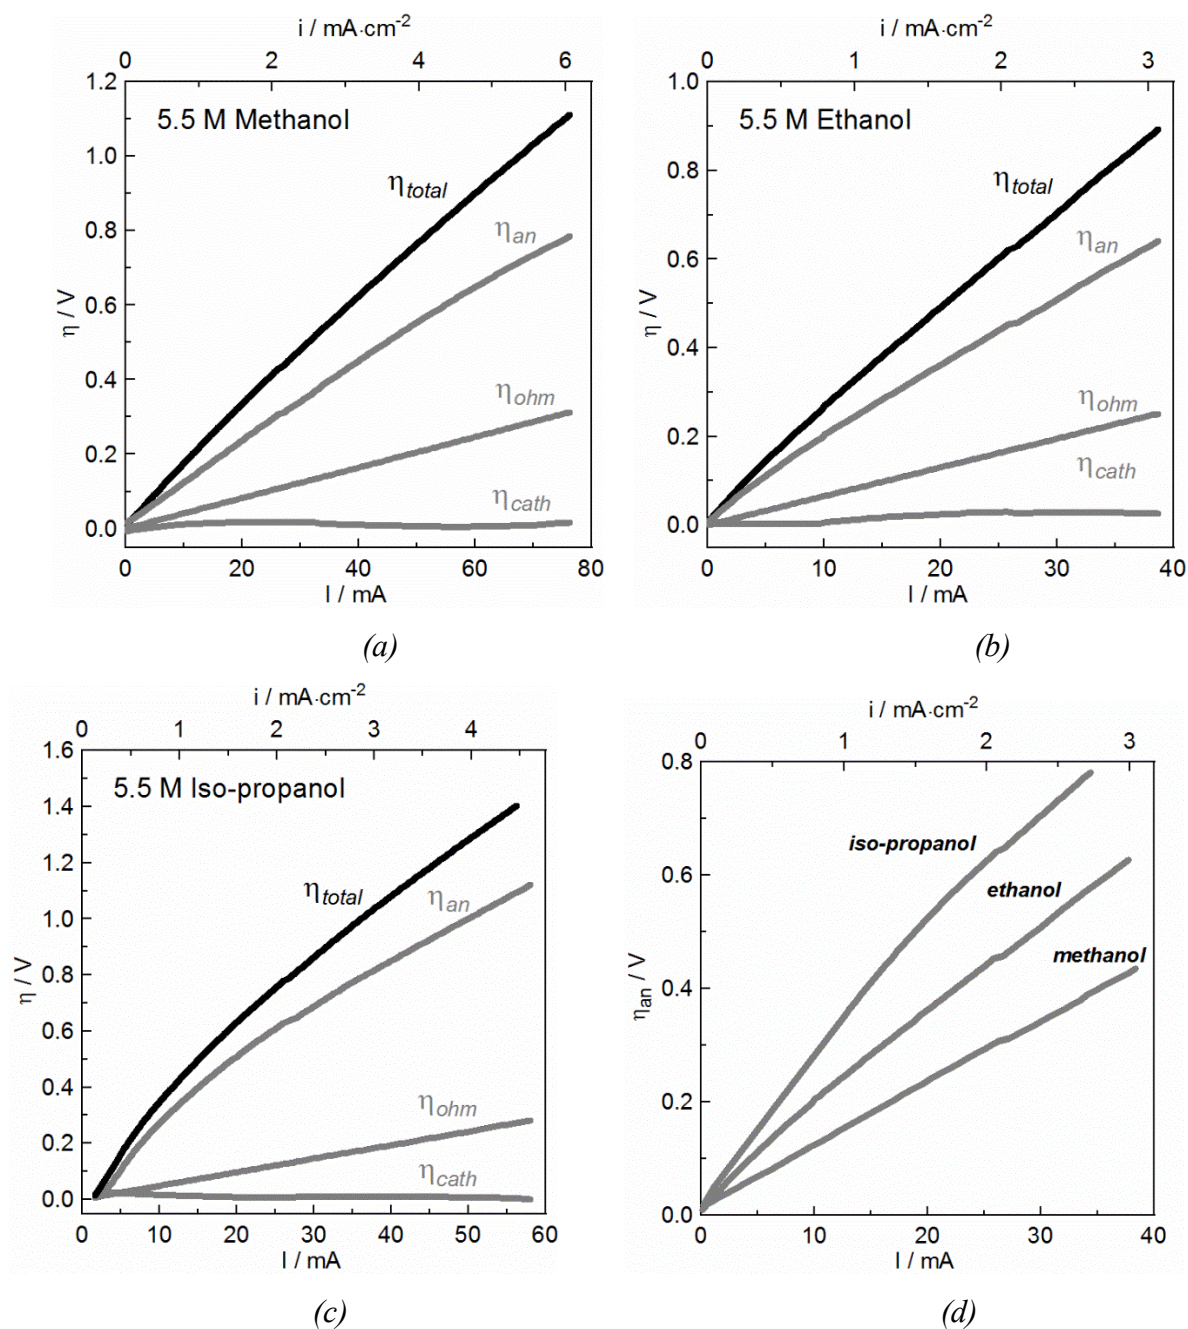 i / mA·cm-2
0 2 4 6
1.2
1.0
0.8
0.6
0.4
0.2
0.0
η / V
5.5 M Methanol
ηtotal
ηan
ηohm
ηcath
0 20 40 60 80
I / mA
(a)
i / mA·cm-2
0 1 2 3
1.0
0.8
0.6
0.4
0.2
0.0
η / V
5.5 M Ethanol
ηtotal
ηan
ηohm
ηcath
0 10 20 30 40
I / mA
(b)
i / mA·cm-2
0 1 2 3 4
1.6
1.4
1.2
1.0
0.8
0.6
0.4
0.2
0.0
η / V
5.5 M Iso-propanol
ηtotal
ηan
ηohm
ηcath
0 10 20 30 40 50 60
I / mA
(c)
i / mA·cm-2
0 1 2 3
0.8
0.6
0.4
0.2
0.0
ηan / V
iso-propanol
ethanol
methanol
0 10 20 30 40
I / mA
(d)